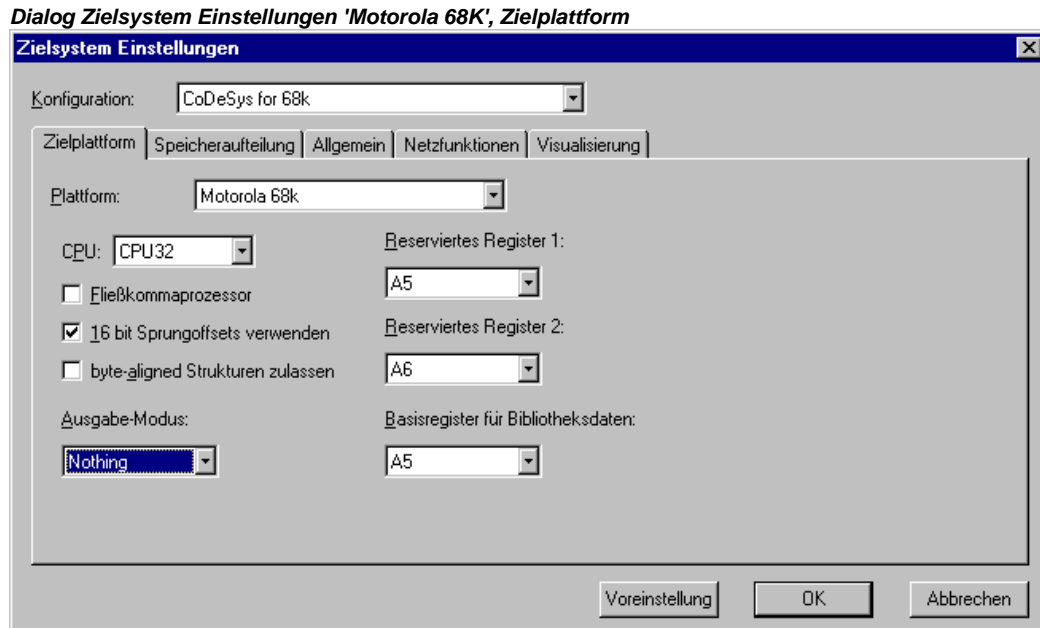 Dialog Zielsystem Einstellungen 'Motorola 68K', Zielplattform
Zielsystem Einstellungen
Konfiguration: CoDeSys for 68k
Zielplattform Speicheraufteilung Allgemein Netzfunktionen Visualisierung
Plattform: Motorola 68k
CPU: CPU32
Reserviertes Register 1:
A5
Fließkommaprozessor
16 bit Sprungoffsets verwenden
Reserviertes Register 2:
A6
byte-aligned Strukturen zulassen
Ausgabe-Modus:
Nothing
Basisregister für Bibliotheksdaten:
A5
Voreinstellung OK Abbrechen